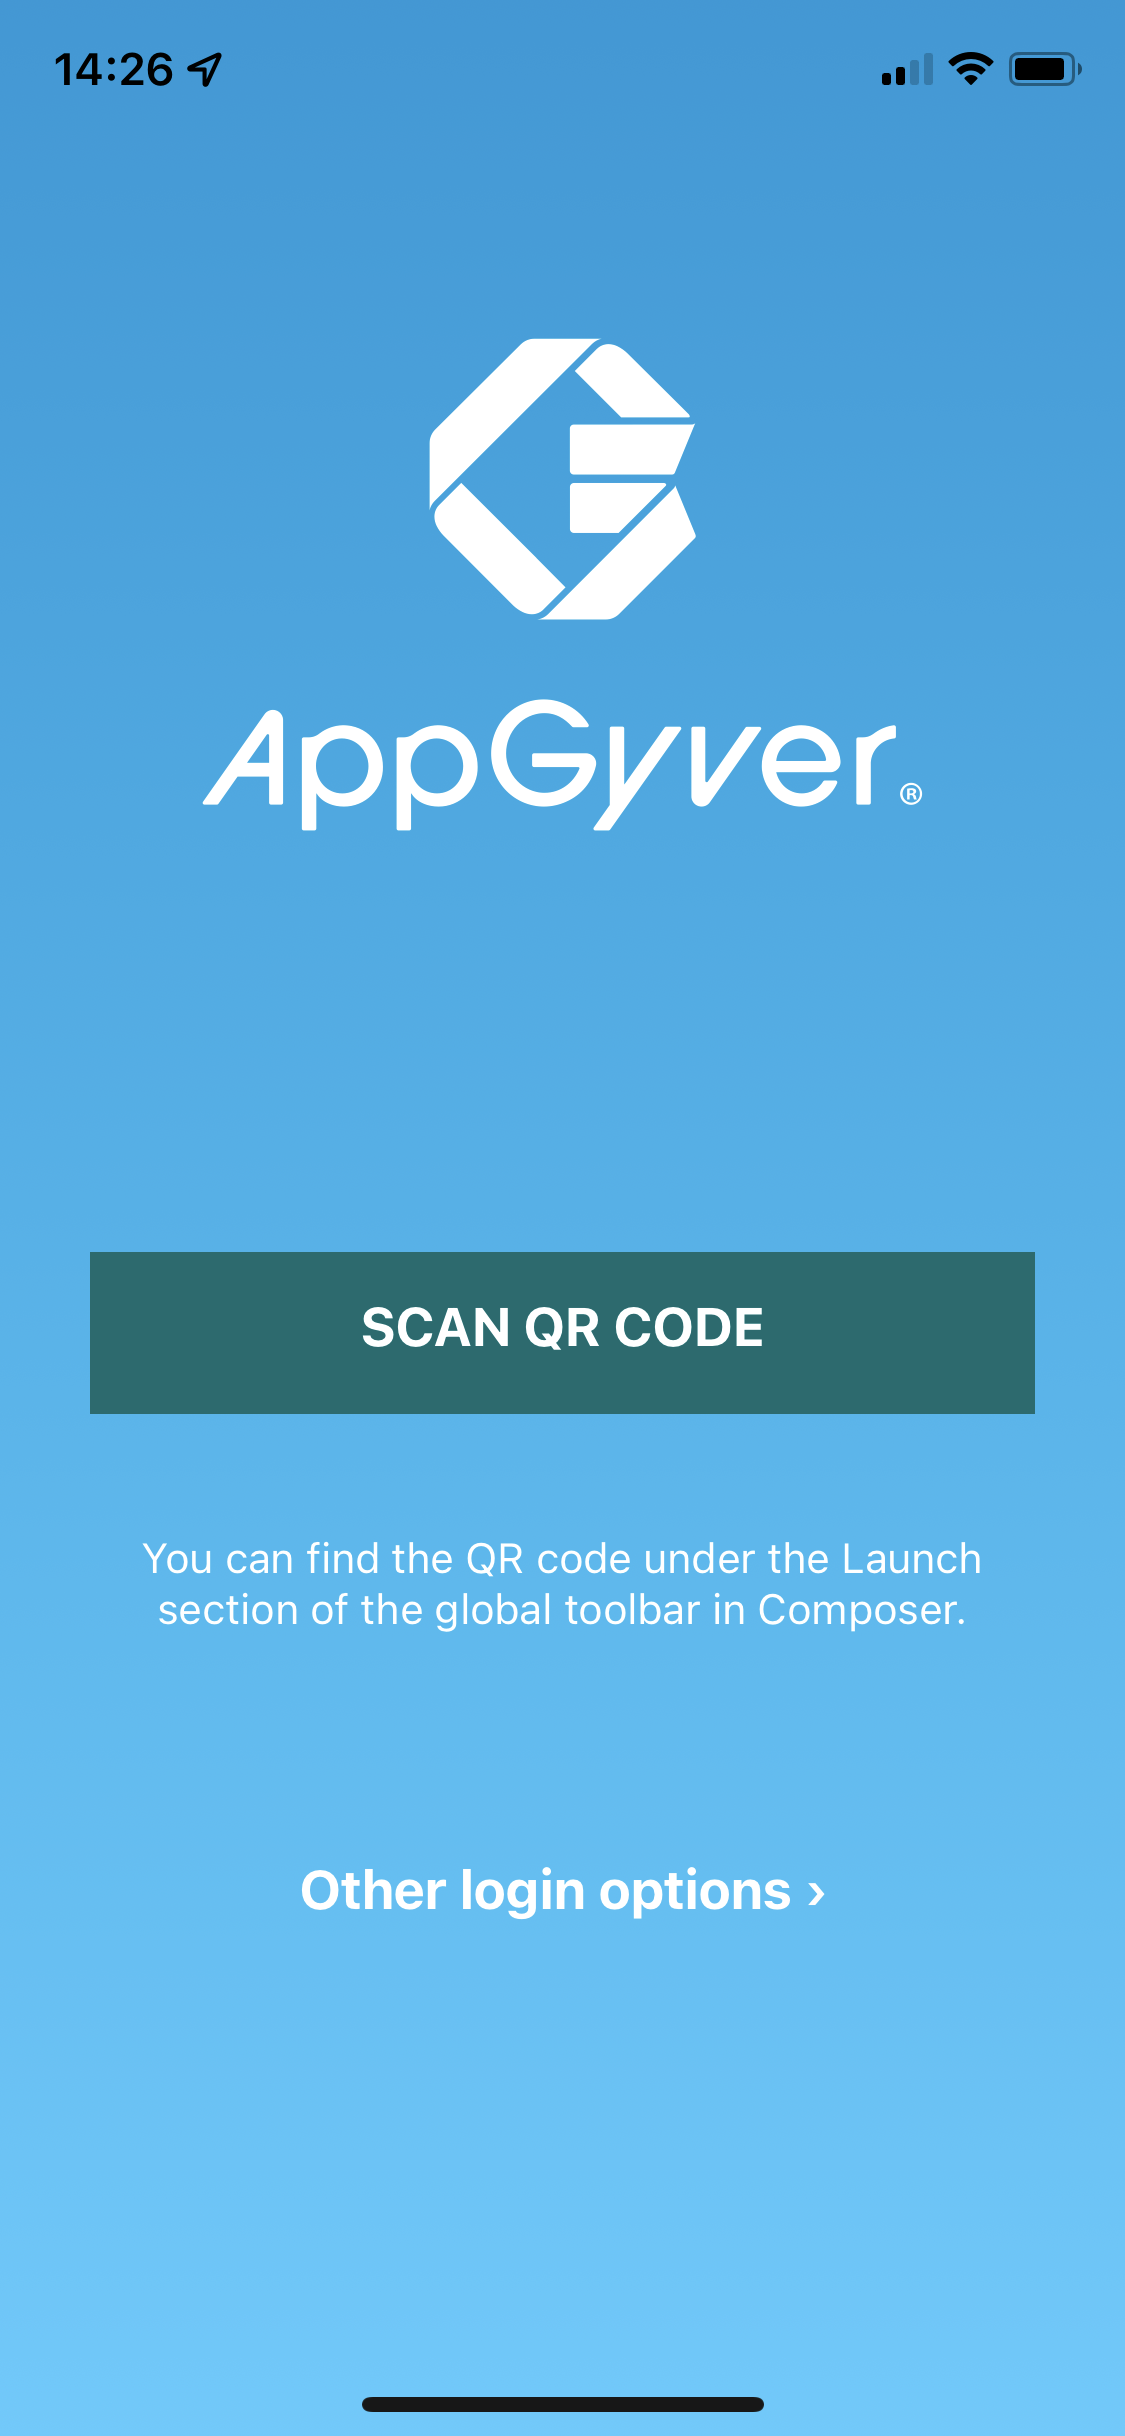 14:26
AppGyver®
SCAN QR CODE
You can find the QR code under the Launch
section of the global toolbar in Composer.
Other login options ›